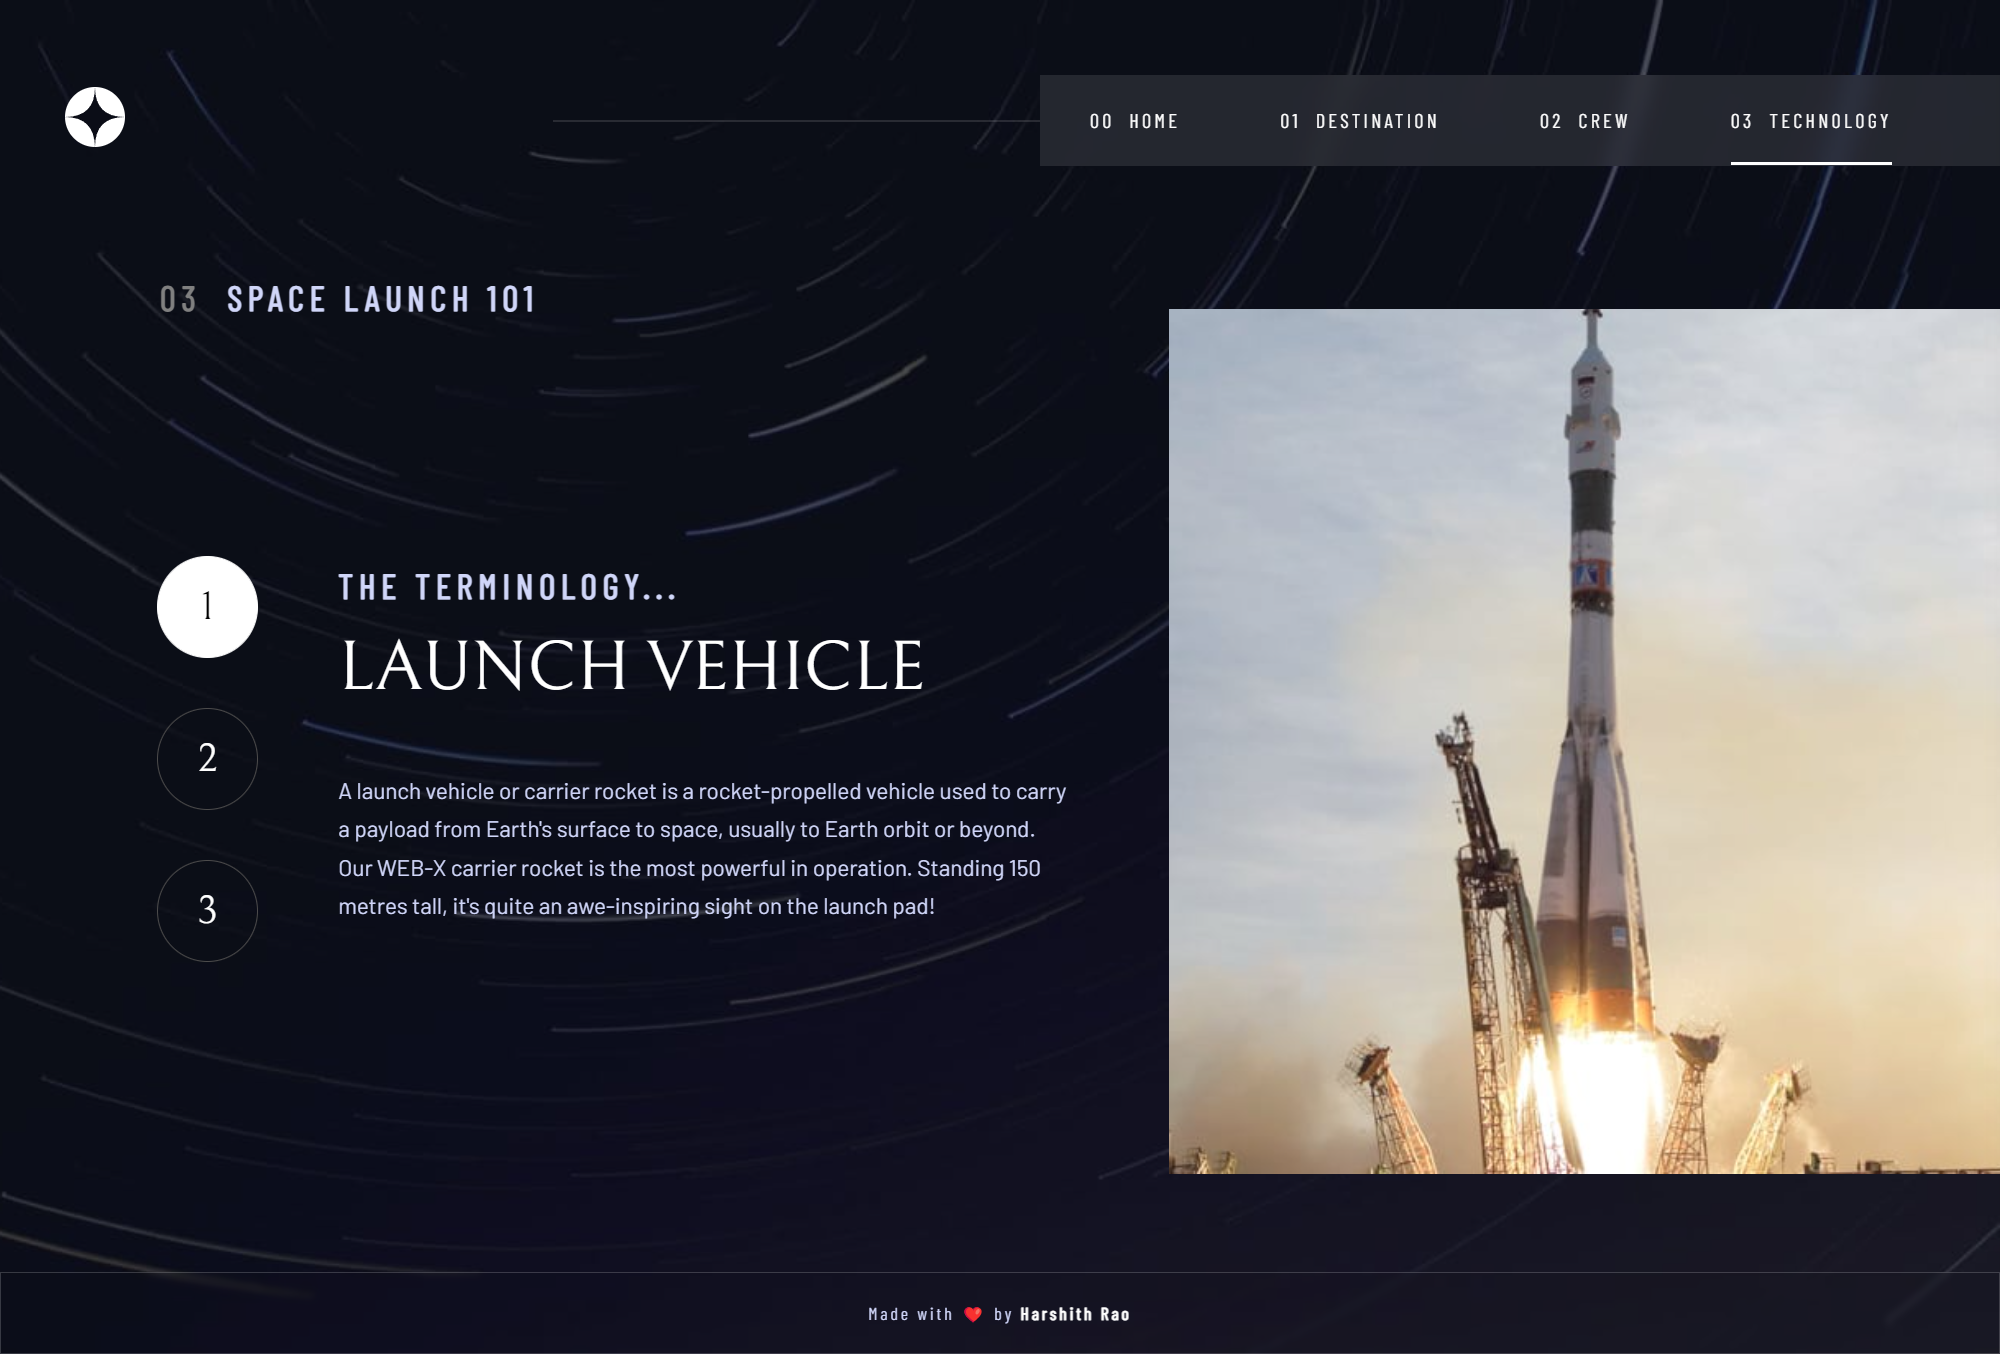 00 HOME
01 DESTINATION
02 CREW
03 TECHNOLOGY
03 SPACE LAUNCH 101
1
2
3
THE TERMINOLOGY...
LAUNCH VEHICLE
A launch vehicle or carrier rocket is a rocket-propelled vehicle used to carry
a payload from Earth's surface to space, usually to Earth orbit or beyond.
Our WEB-X carrier rocket is the most powerful in operation. Standing 150
metres tall, it's quite an awe-inspiring sight on the launch pad!
Made with ❤️ by Harshith Rao